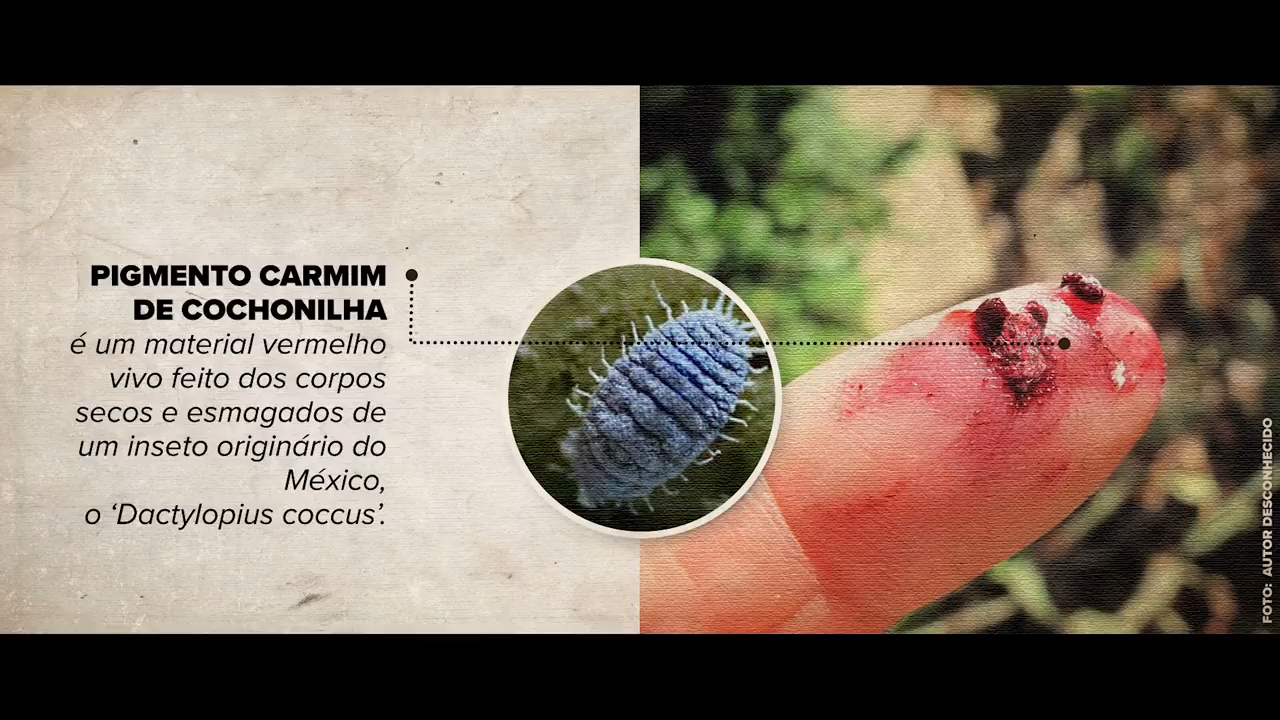 PIGMENTO CARMIM
DE COCHONILHA
é um material vermelho
vivo feito dos corpos
secos e esmagados de
um inseto originário do
México,
o ‘Dactylopius coccus’.
FOTO: AUTOR DESCONHECIDO